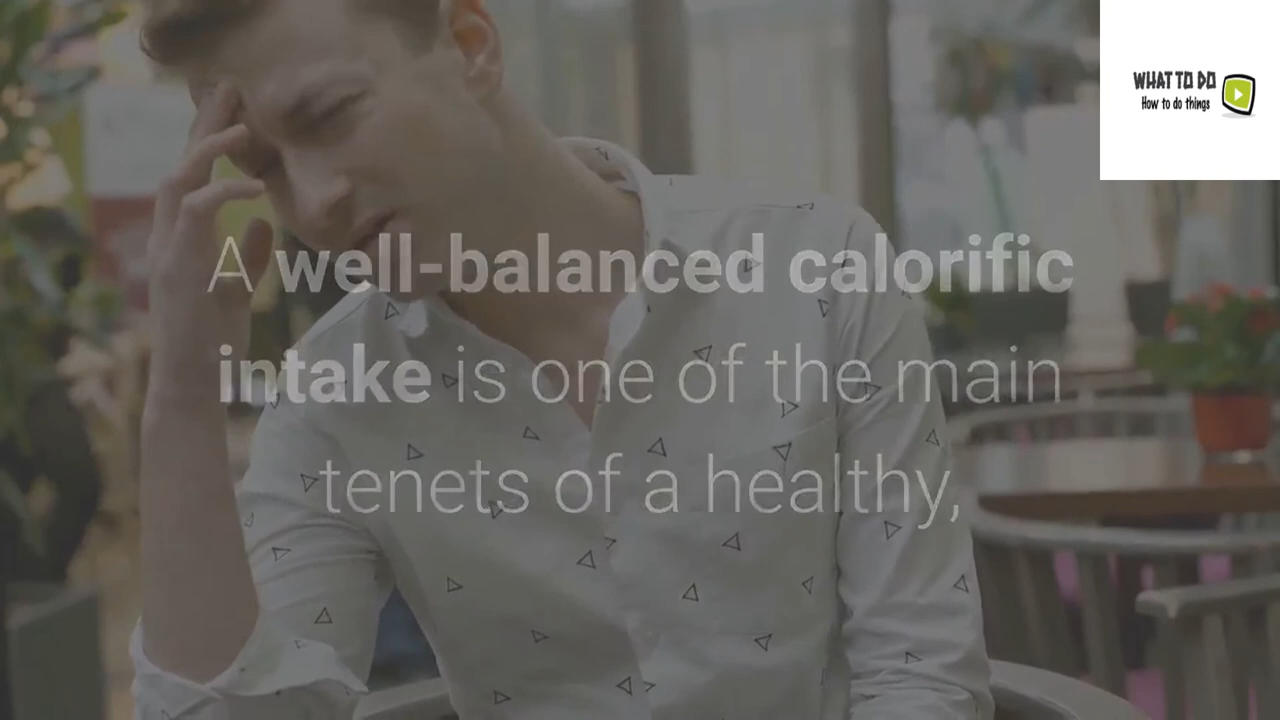 WHAT TO DO
How to do things
A well-balanced calorific
intake is one of the main
tenets of a healthy,